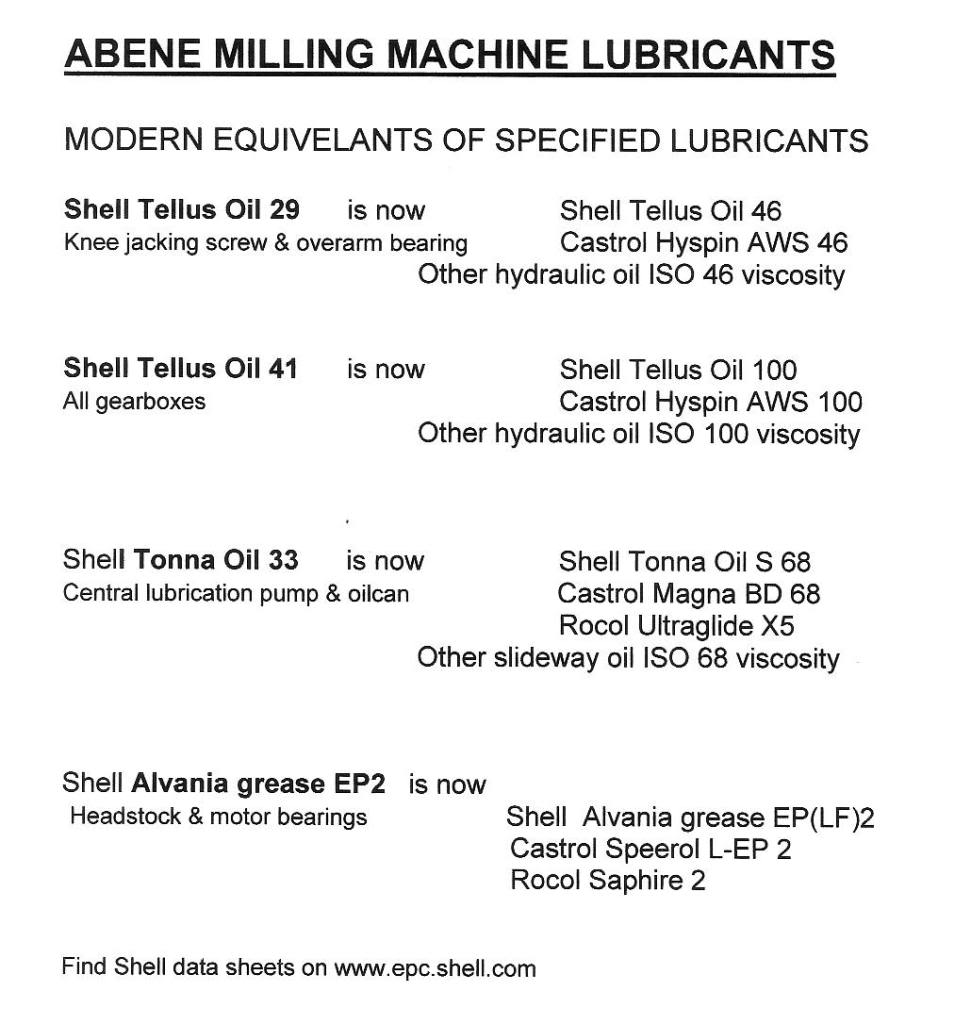 ABENE MILLING MACHINE LUBRICANTS
MODERN EQUIVELANTS OF SPECIFIED LUBRICANTS
Shell Tellus Oil 29 is now Shell Tellus Oil 46
Knee jacking screw & overarm bearing Castrol Hyspin AWS 46
Other hydraulic oil ISO 46 viscosity
Shell Tellus Oil 41 is now Shell Tellus Oil 100
All gearboxes Castrol Hyspin AWS 100
Other hydraulic oil ISO 100 viscosity
Shell Tonna Oil 33 is now Shell Tonna Oil S 68
Central lubrication pump & oilcan Castrol Magna BD 68
Rocol Ultraglide X5
Other slideway oil ISO 68 viscosity
Shell Alvania grease EP2 is now
Headstock & motor bearings Shell Alvania grease EP(LF)2
Castrol Speerol L-EP 2
Rocol Saphire 2
Find Shell data sheets on www.epc.shell.com